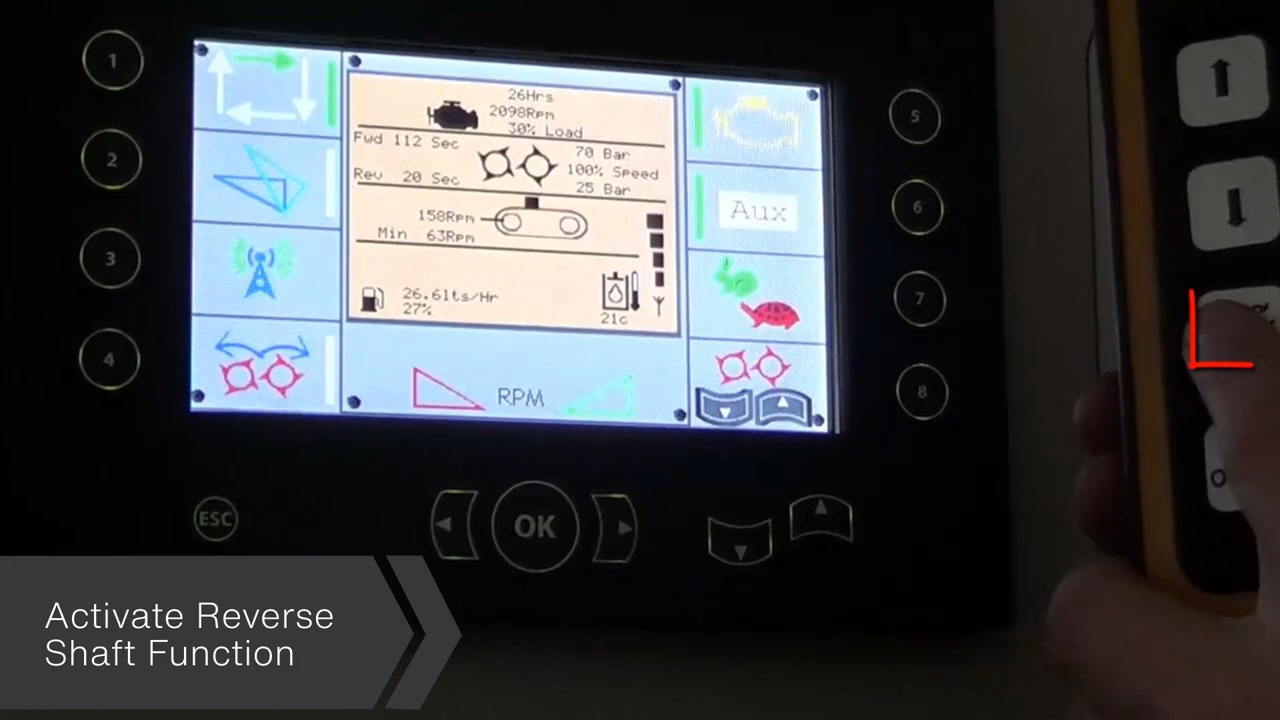 1
2
3
4
26Hrs
2098Rpm
30% Load
Fwd 112 Sec
70 Bar
100% Speed
Rev 20 Sec
25 Bar
158Rpm
Min 63Rpm
26.6lts/Hr
27%
21c
RPM
Aux
5
6
7
8
ESC
OK
Activate Reverse
Shaft Function